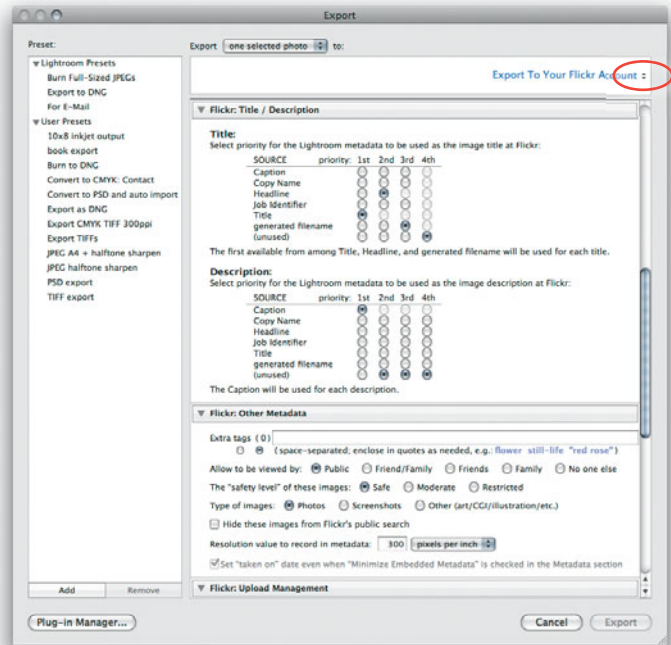 Export
Preset:
Export one selected photo to:
Lightroom Presets
Burn Full-Sized JPEGs
Export to DNG
For E-Mail
User Presets
10x8 inkjet output
book export
Burn to DNG
Convert to CMYK: Contact
Convert to PSD and auto import
Export as DNG
Export CMYK TIFF 300ppi
Export TIFFs
JPEG A4 + halftone sharpen
JPEG halftone sharpen
PSD export
TIFF export
Add Remove
Export To Your Flickr Account
Flickr: Title / Description
Title:
Select priority for the Lightroom metadata to be used as the image title at Flickr:
SOURCE priority: 1st 2nd 3rd 4th
Caption
Copy Name
Headline
Job Identifier
Title
generated filename
(unused)
The first available from among Title, Headline, and generated filename will be used for each title.
Description:
Select priority for the Lightroom metadata to be used as the image description at Flickr:
SOURCE priority: 1st 2nd 3rd 4th
Caption
Copy Name
Headline
Job Identifier
Title
generated filename
(unused)
The Caption will be used for each description.
Flickr: Other Metadata
Extra tags (0)
(space-separated; enclose in quotes as needed, e.g.: flower still-life "red rose")
Allow to be viewed by: Public Friend/Family Friends Family No one else
The "safety level" of these images: Safe Moderate Restricted
Type of images: Photos Screenshots Other (art/CGI/illustration/etc.)
Hide these images from Flickr's public search
Resolution value to record in metadata: 300 pixels per inch
Set "taken on" date even when "Minimize Embedded Metadata" is checked in the Metadata section
Flickr: Upload Management
Plug-in Manager... Cancel Export